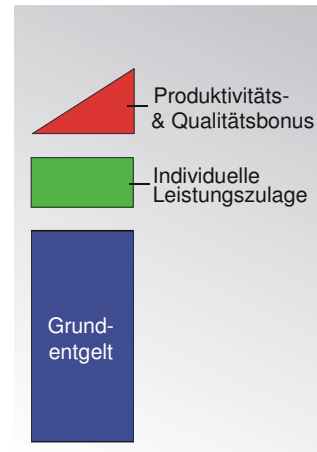 Produktivitäts-
& Qualitätsbonus
Individuelle
Leistungszulage
Grund-
entgelt